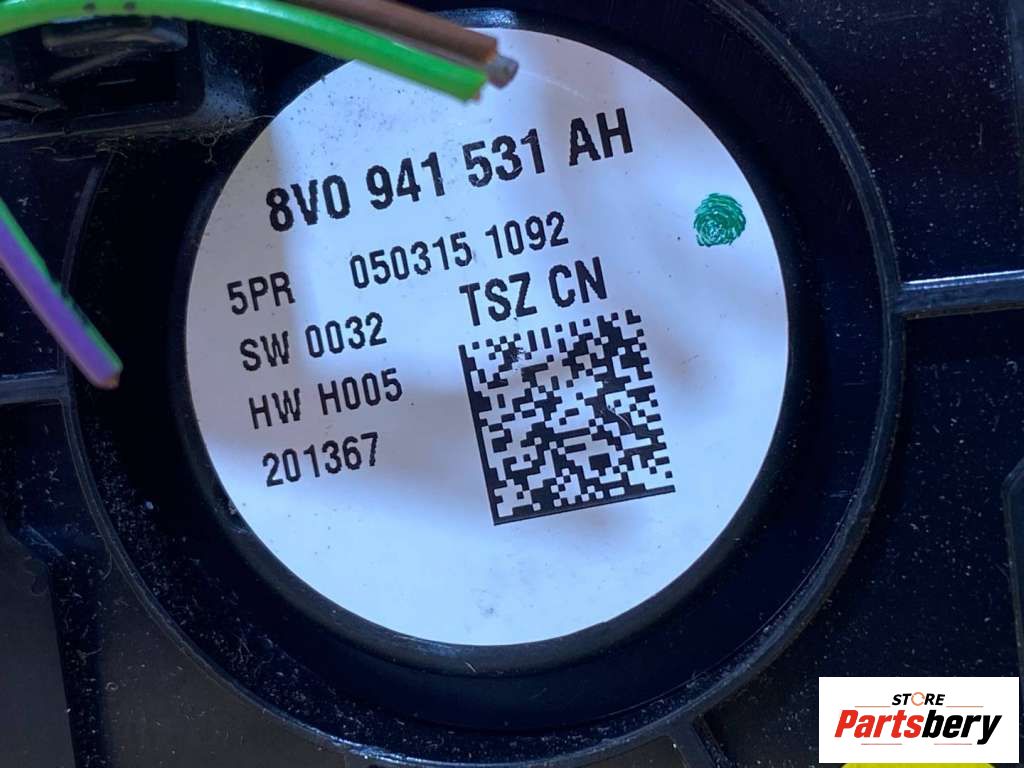 8V0 941 531 AH
5PR 050315 1092
SW 0032 TSZ CN
HW H005
201367
STORE
Partsbery